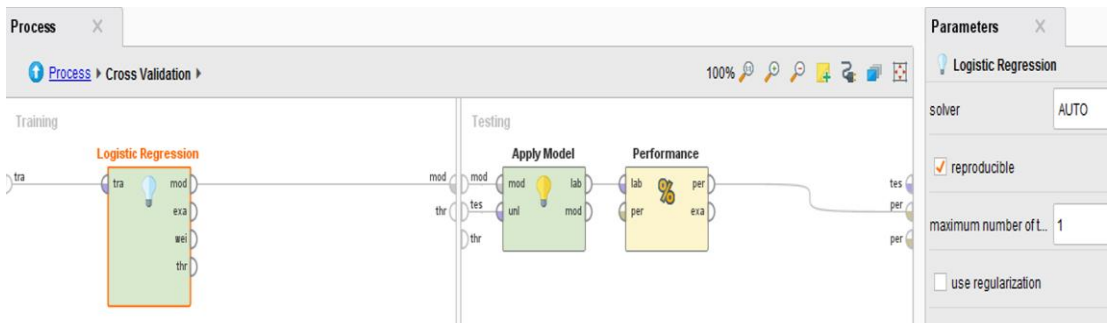 Process
Process ▸ Cross Validation ▸
100%
Training
Logistic Regression
tra
tra
mod
exa
wei
thr
mod
thr
Testing
Apply Model
Performance
mod
tes
thr
mod
unl
lab
mod
lab
per
per
exa
tes
per
per
Parameters
Logistic Regression
solver
AUTO
reproducible
maximum number of t...
1
use regularization